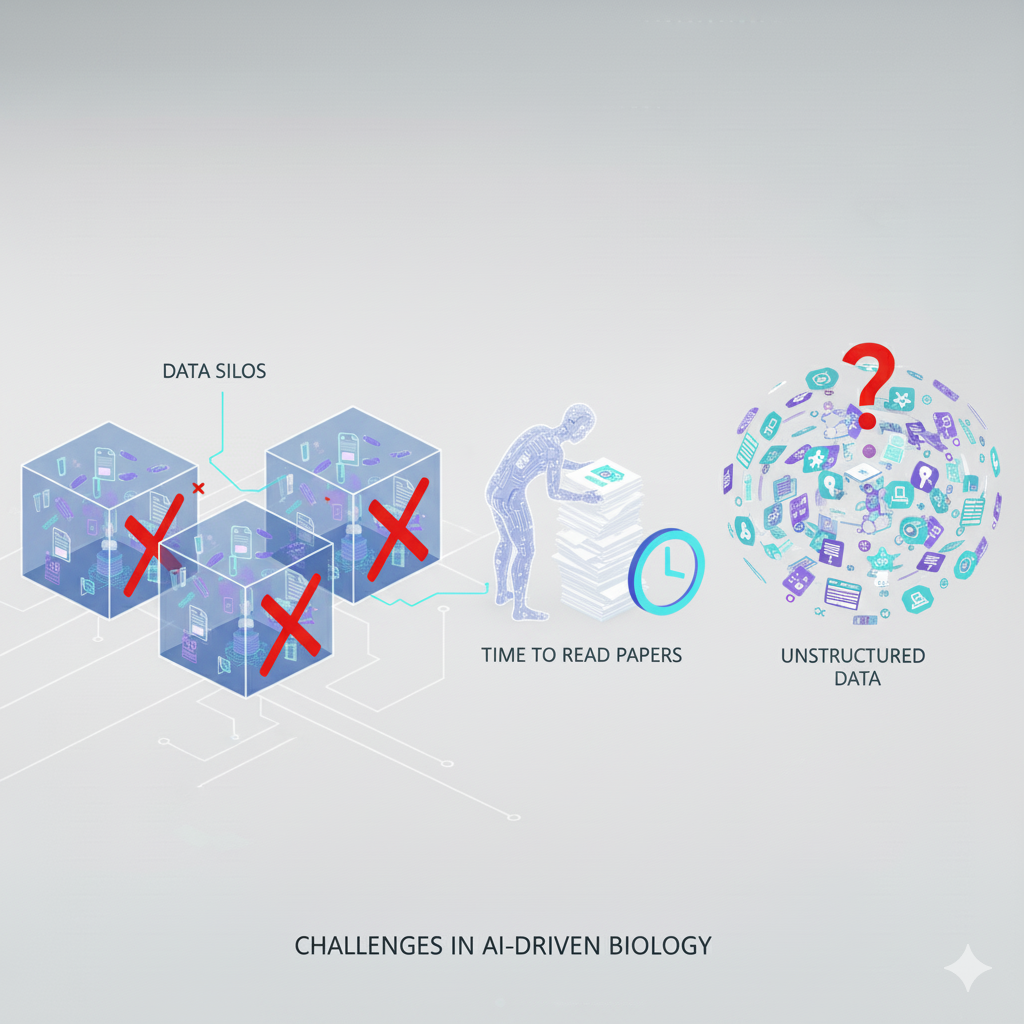 DATA SILOS
TIME TO READ PAPERS
UNSTRUCTURED
DATA
CHALLENGES IN AI-DRIVEN BIOLOGY